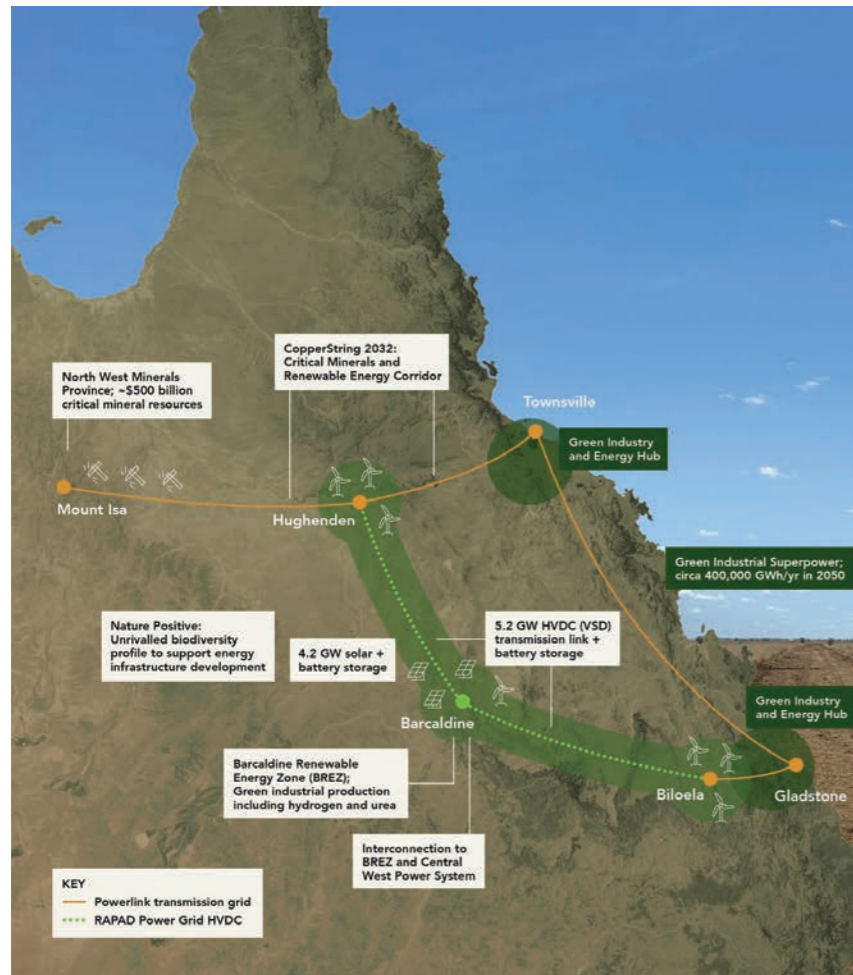 CopperString 2032:
Critical Minerals and
Renewable Energy Corridor
North West Minerals
Province; ~$500 billion
critical mineral resources
Townsville
Green Industry
and Energy Hub
Mount Isa
Hughenden
Green Industrial Superpower;
circa 400,000 GWh/yr in 2050
Nature Positive:
Unrivalled biodiversity
profile to support energy
infrastructure development
4.2 GW solar +
battery storage
5.2 GW HVDC (VSD)
transmission link +
battery storage
Green Industry
and Energy Hub
Barcaldine
Barcaldine Renewable
Energy Zone (BREZ);
Green industrial production
including hydrogen and urea
Biloela
Gladstone
Interconnection to
BREZ and Central
West Power System
KEY
Powerlink transmission grid
RAPAD Power Grid HVDC